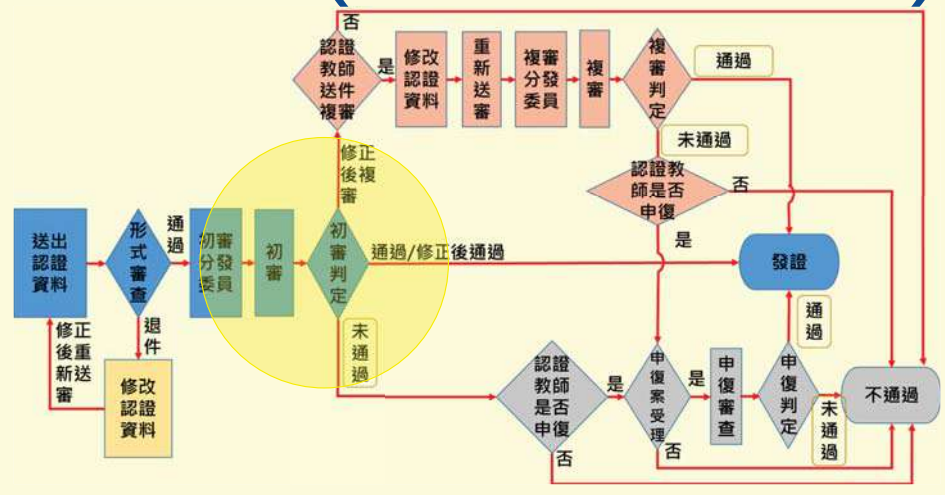 否
認證
教師
送件
複審
是
修改
認證
資料
重
新
送
審
複審
分發
委員
複
審
複
審
判
定
通過
未通過
認證教
師是否
申復
否
是
修正
後複
審
送出
認證
資料
形
式
審
查
通
過
初審
分發
委員
初
審
初
審
判
定
通過/修正後通過
發證
修正
後重
新送
審
退
件
修改
認證
資料
未
通
過
認證
教師
是否
申復
是
否
申
復
案
受
理
是
否
申
復
審
查
申
復
判
定
通
過
未
通
過
不通過